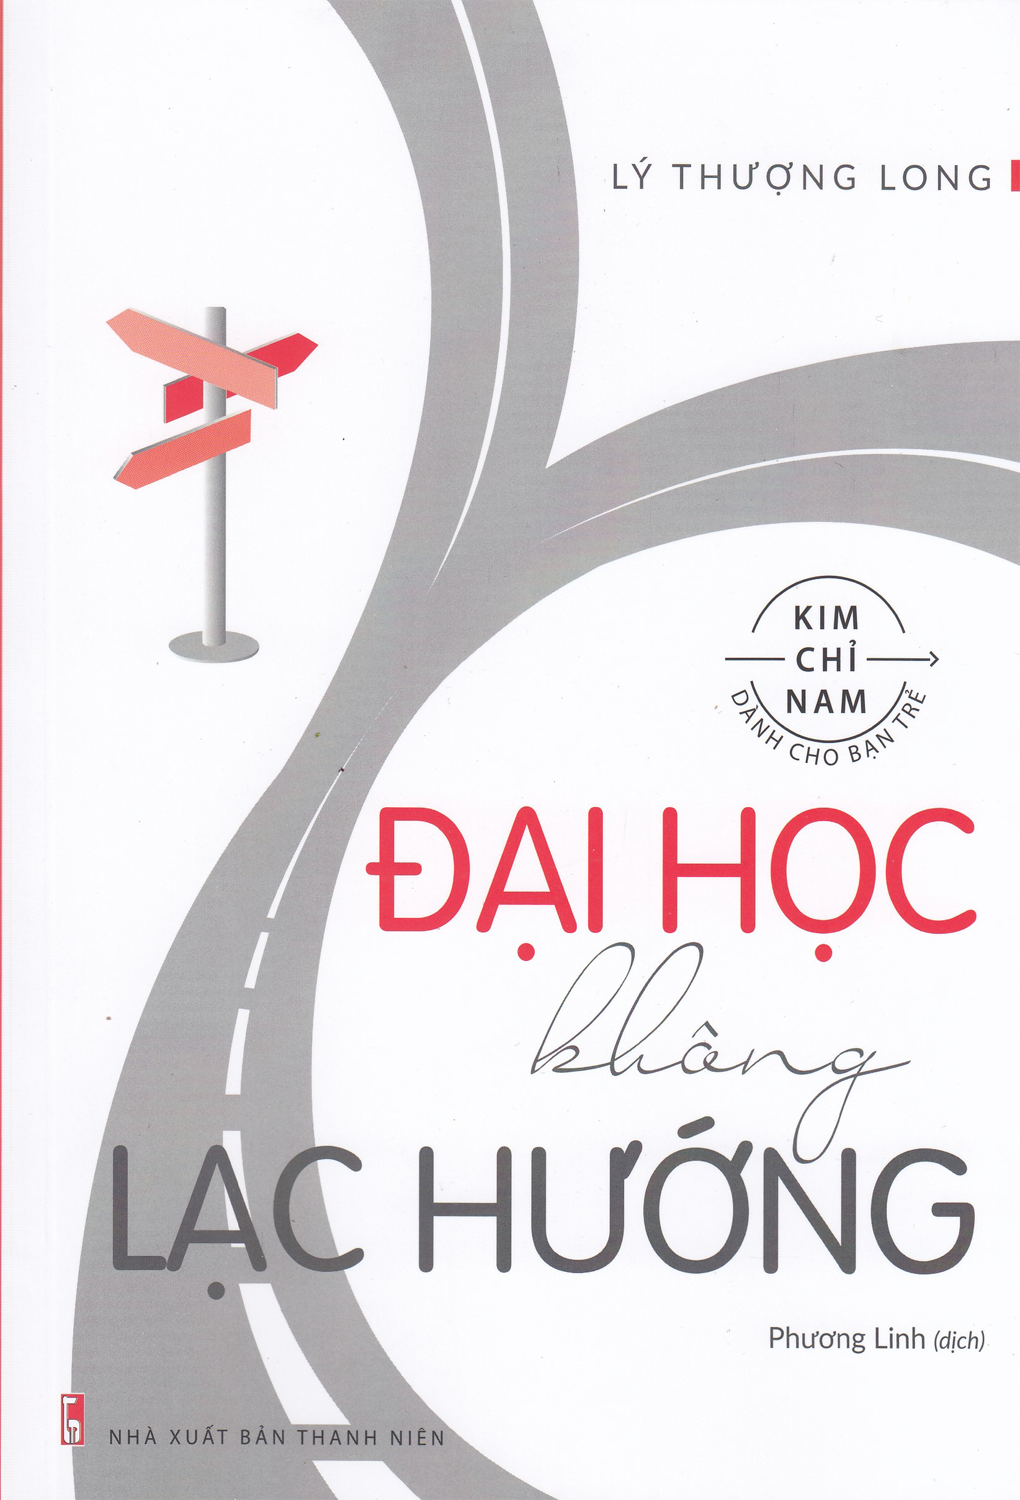 LÝ THƯỢNG LONG
KIM
CHỈ
NAM
DÀNH CHO BẠN TRẺ
ĐẠI HỌC
không
LẠC HƯỚNG
Phương Linh (dịch)
NHÀ XUẤT BẢN THANH NIÊN